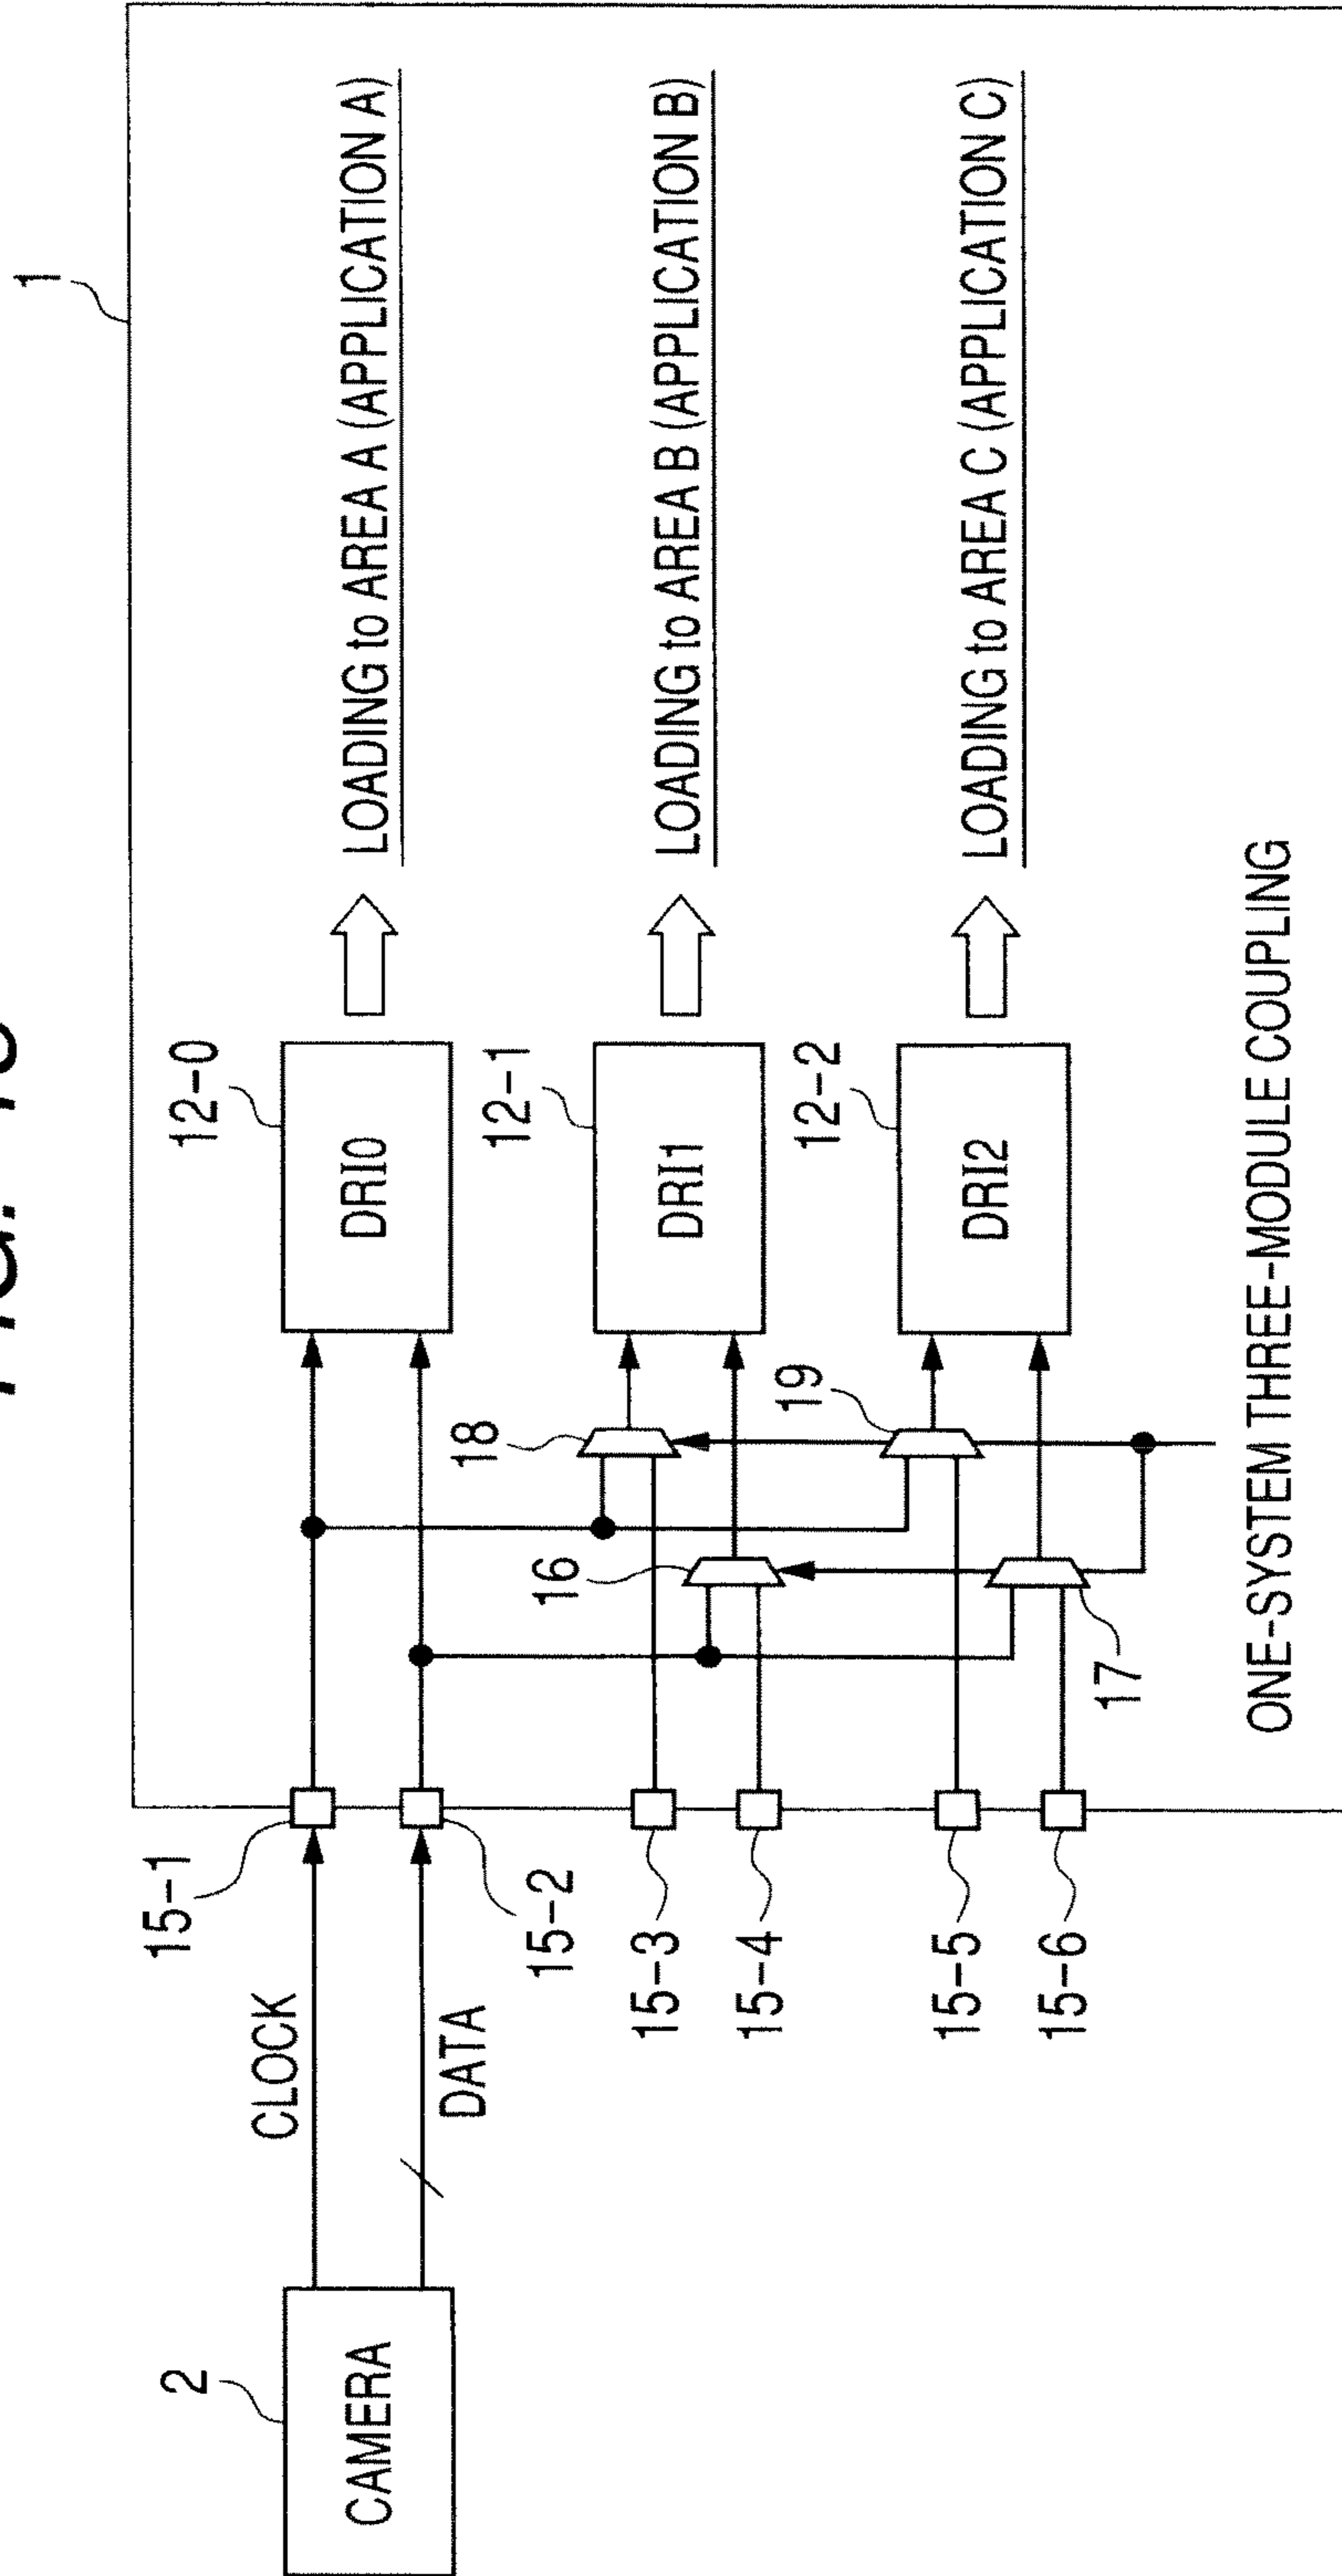 1
12-0
LOADING to AREA A (APPLICATION A)
DRI0
CLOCK
15-1
2
CAMERA
DATA
15-2
18
12-1
DRI1
LOADING to AREA B (APPLICATION B)
16
15-3
15-4
19
12-2
DRI2
LOADING to AREA C (APPLICATION C)
15-5
15-6
17
ONE-SYSTEM THREE-MODULE COUPLING